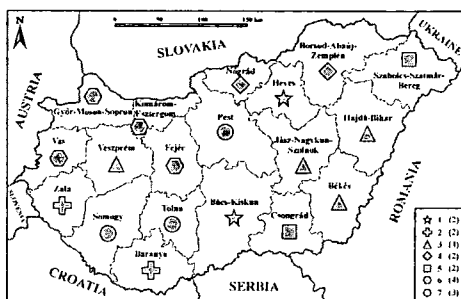 N
0 50 100 150 km
UKRAINE
SLOVAKIA
AUSTRIA
Borsod-Abaúj-
Zemplén
Nógrád
Heves
Szabolcs-Szatmár-
Bereg
Győr-Moson-Sopron
Komárom-
Esztergom
Pest
Hajdú-Bihar
Vas
Veszprém
Fejér
Jász-Nagykun-
Szolnok
Zala
Somogy
Tolna
Bács-Kiskun
Békés
Csongrád
Baranya
ROMANIA
CROATIA
SERBIA
1 (2)
2 (2)
3 (4)
4 (2)
5 (2)
6 (4)
7 (3)